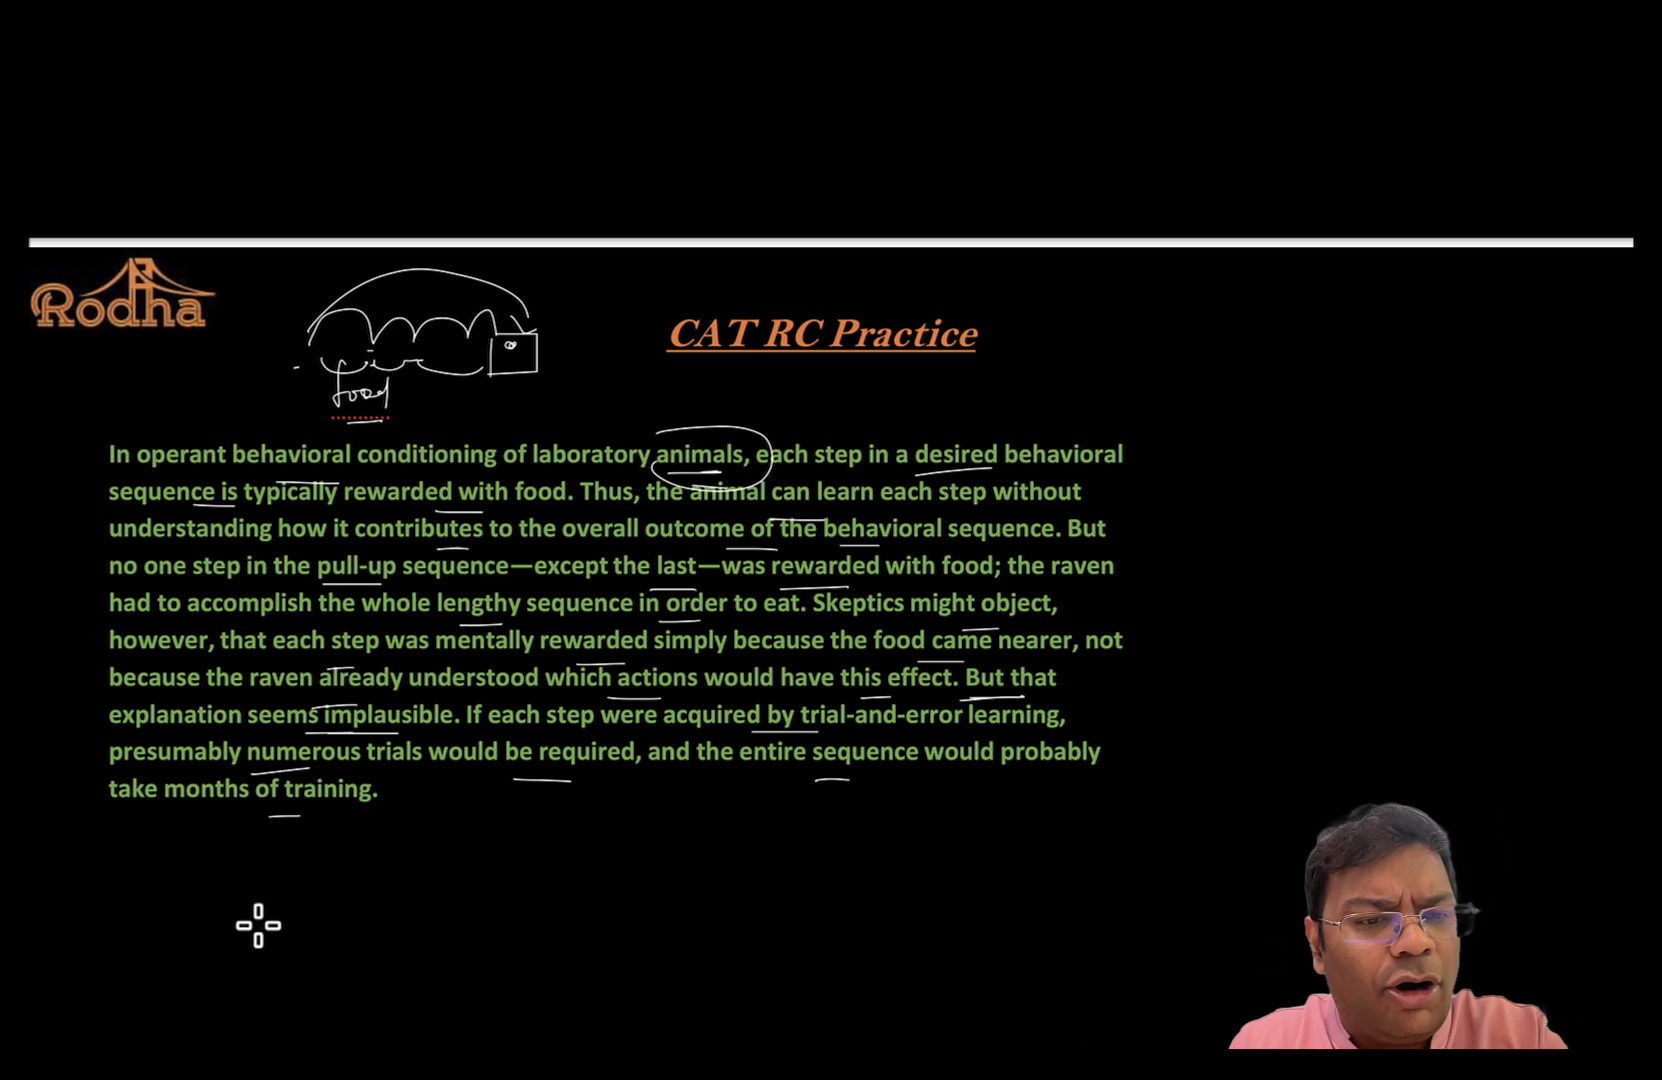 Rodha
CAT RC Practice
food
In operant behavioral conditioning of laboratory animals, each step in a desired behavioral
sequence is typically rewarded with food. Thus, the animal can learn each step without
understanding how it contributes to the overall outcome of the behavioral sequence. But
no one step in the pull-up sequence—except the last—was rewarded with food; the raven
had to accomplish the whole lengthy sequence in order to eat. Skeptics might object,
however, that each step was mentally rewarded simply because the food came nearer, not
because the raven already understood which actions would have this effect. But that
explanation seems implausible. If each step were acquired by trial-and-error learning,
presumably numerous trials would be required, and the entire sequence would probably
take months of training.